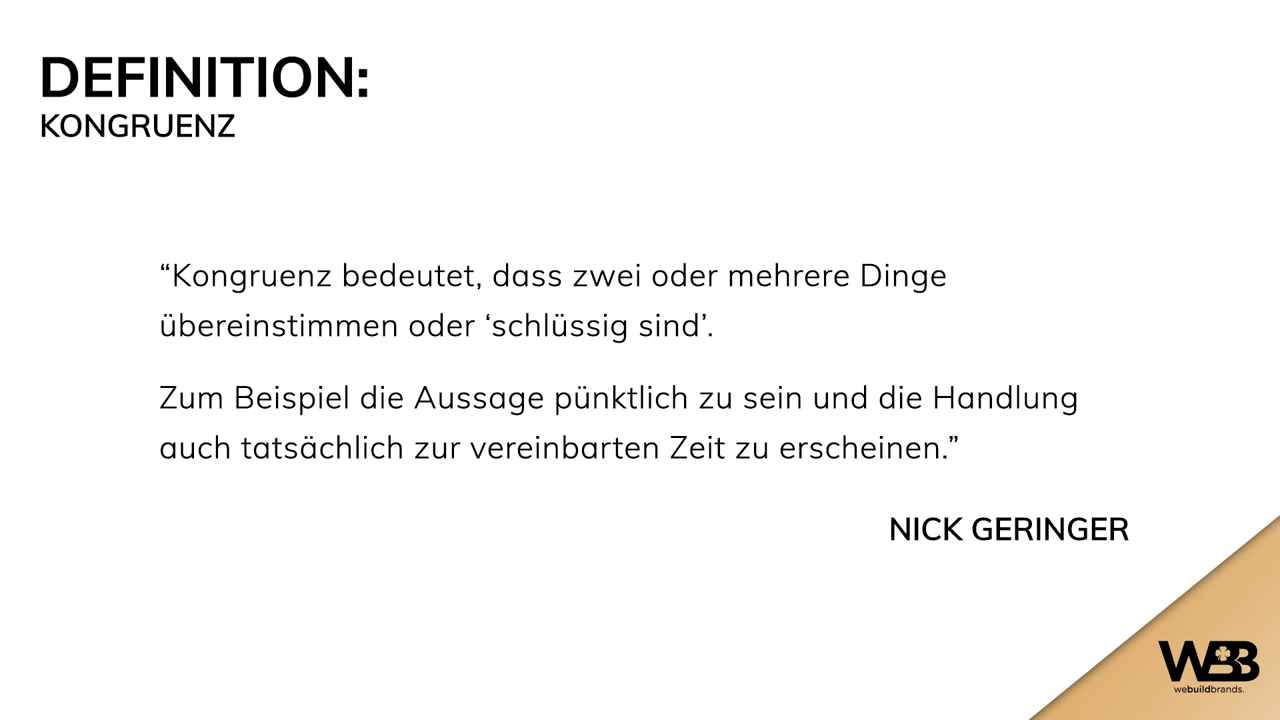 DEFINITION:
KONGRUENZ
“Kongruenz bedeutet, dass zwei oder mehrere Dinge
übereinstimmen oder ‘schlüssig sind’.
Zum Beispiel die Aussage pünktlich zu sein und die Handlung
auch tatsächlich zur vereinbarten Zeit zu erscheinen.”
NICK GERINGER
WBB
webuildbrands.